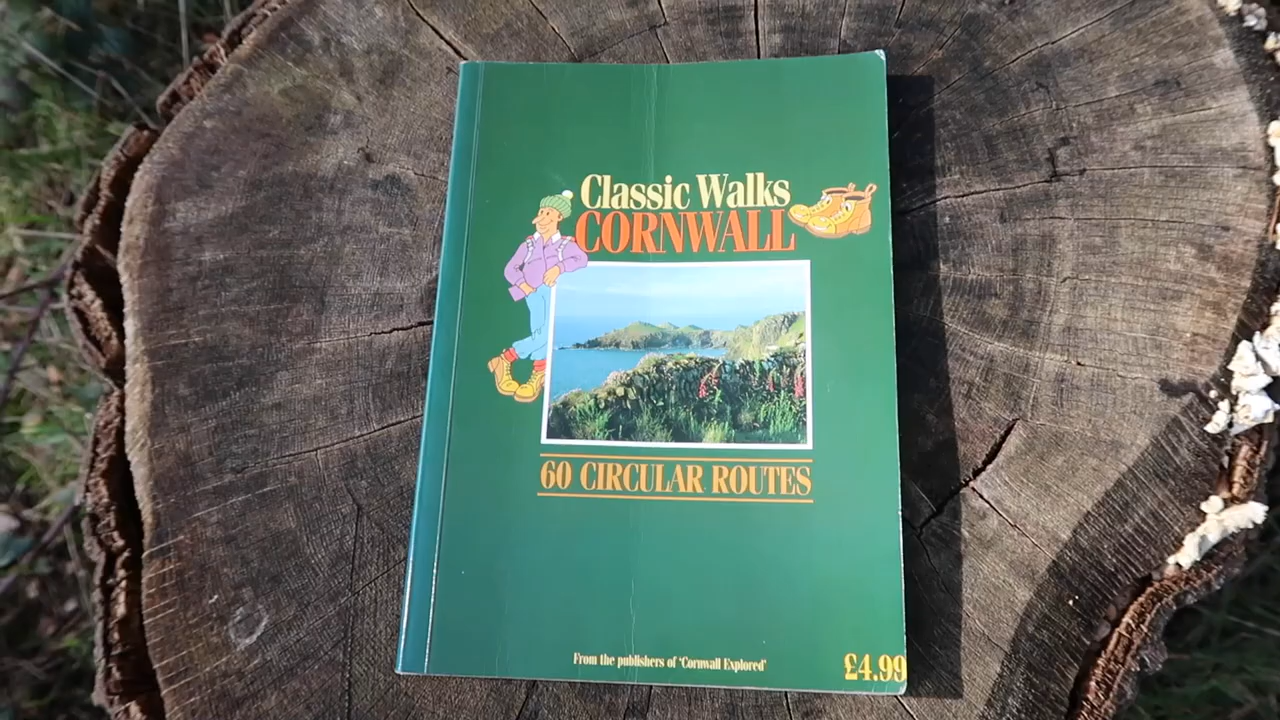 Classic Walks
CORNWALL
60 CIRCULAR ROUTES
From the publishers of 'Cornwall Explored'
£4.99